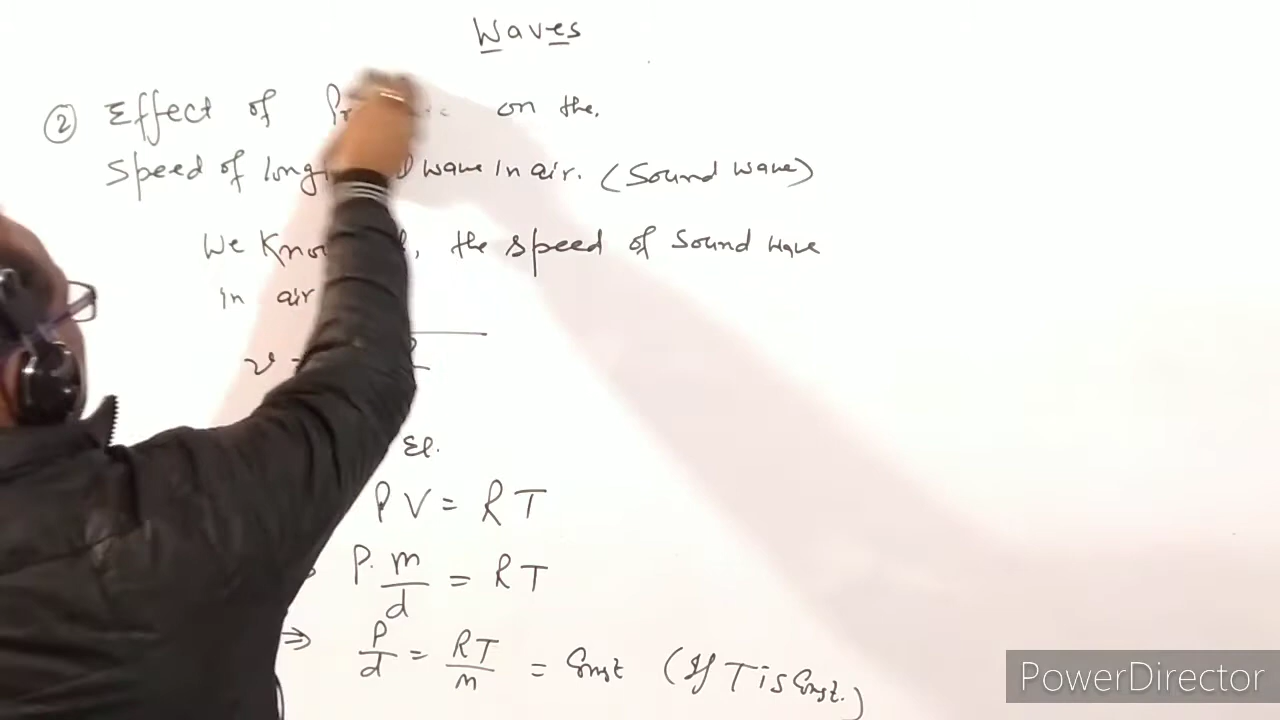 Waves
② Effect of on the.
Speed of wave in air. (Sound wave)
We the speed of sound wave
in air
v
El.
PV = RT
P. m/d = RT
⇒ P/d = RT/m = Const (If T is Const.)
PowerDirector